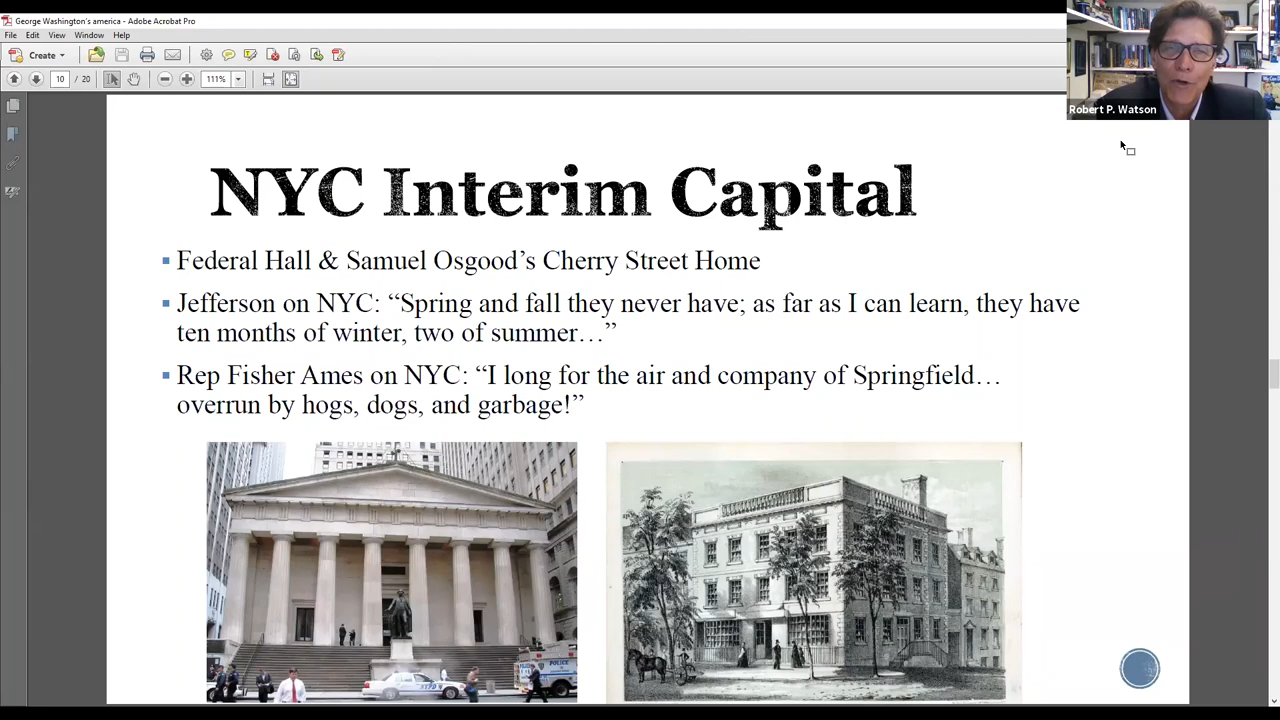 George Washington's america - Adobe Acrobat Pro
File Edit View Window Help
Create
10 / 20
111%
Robert P. Watson
NYC Interim Capital
Federal Hall & Samuel Osgood’s Cherry Street Home
Jefferson on NYC: “Spring and fall they never have; as far as I can learn, they have
ten months of winter, two of summer…”
Rep Fisher Ames on NYC: “I long for the air and company of Springfield…
overrun by hogs, dogs, and garbage!”
POLICE
NYPD